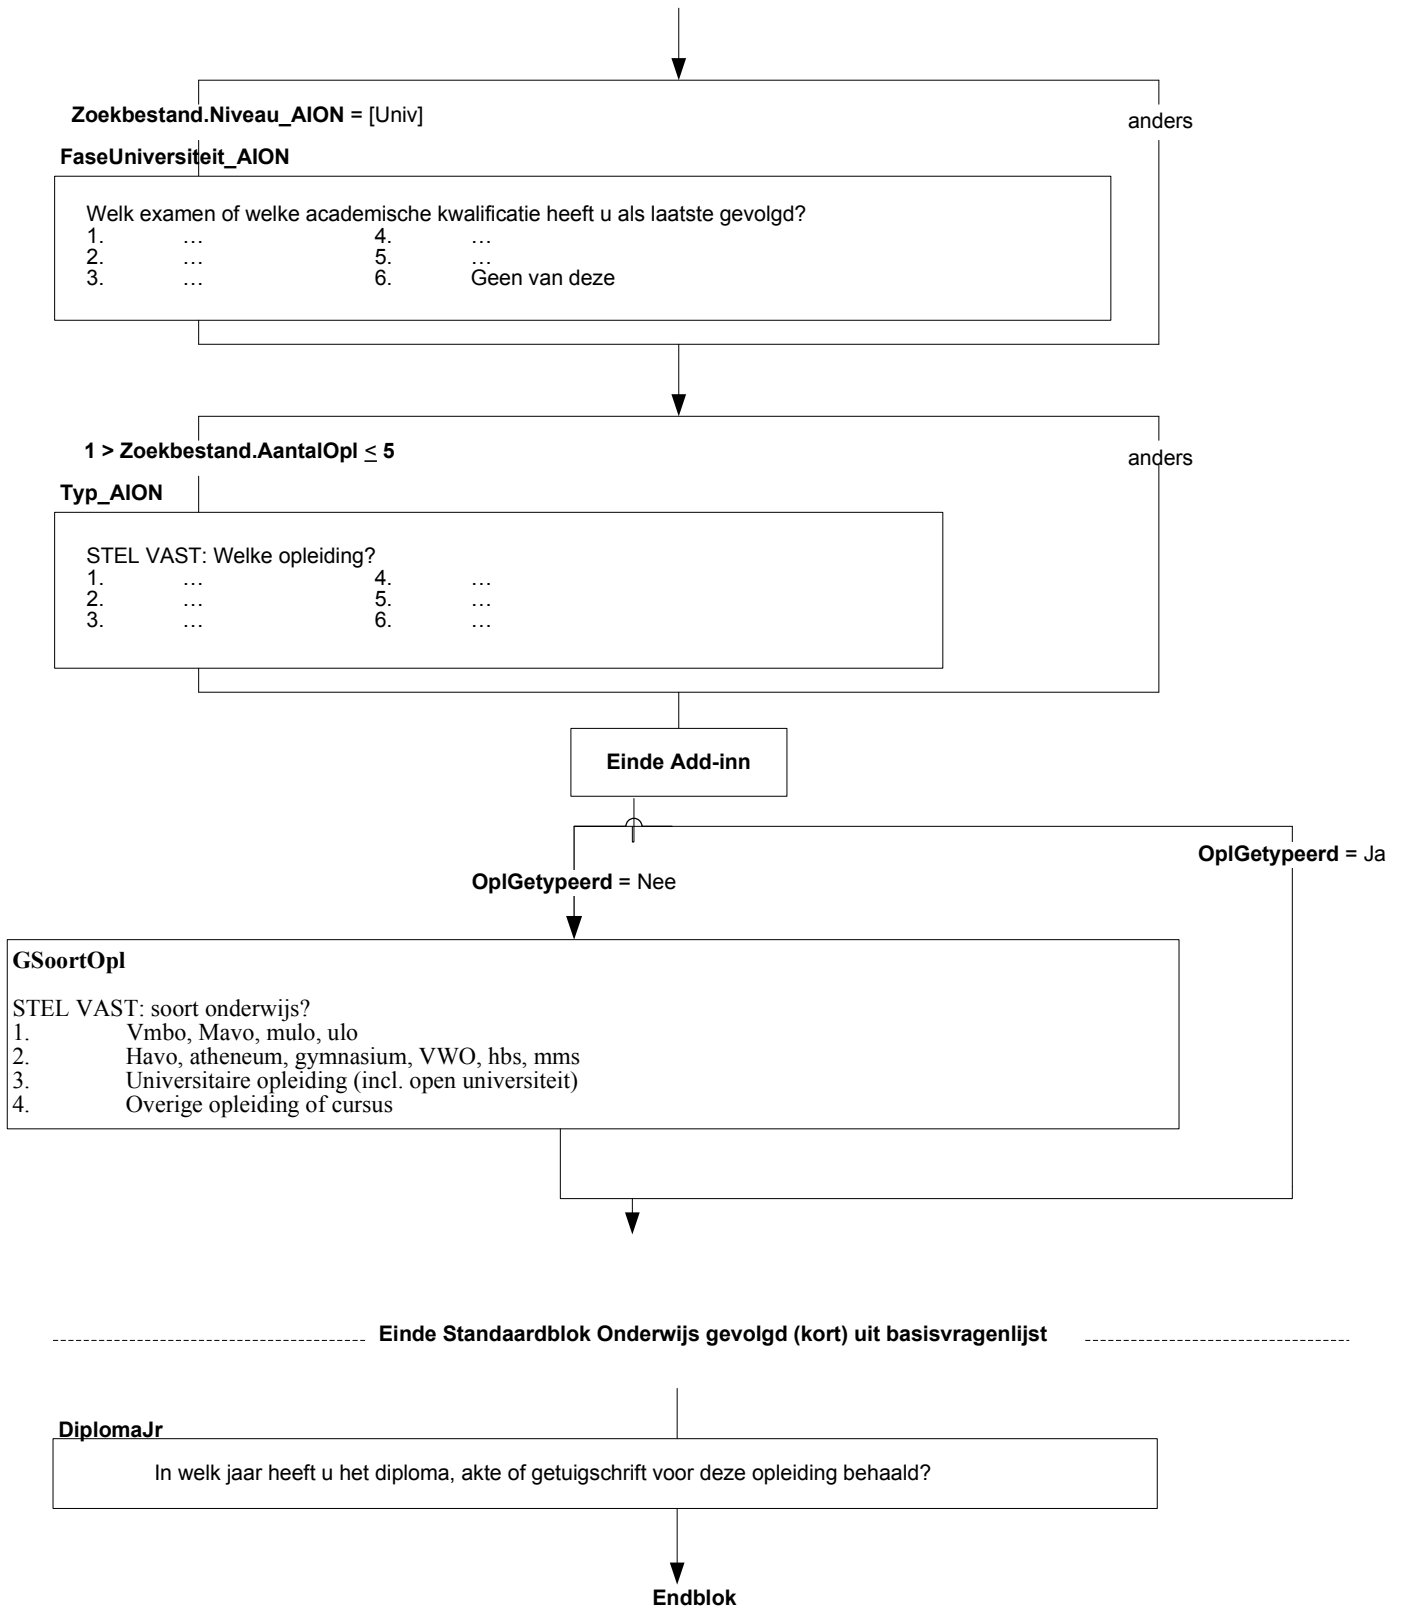 Zoekbestand.Niveau_AION = [Univ]
anders
FaseUniversiteit_AION
Welk examen of welke academische kwalificatie heeft u als laatste gevolgd?
1. … 4. …
2. … 5. …
3. … 6. Geen van deze
1 > Zoekbestand.AantalOpl ≤ 5
anders
Typ_AION
STEL VAST: Welke opleiding?
1. … 4. …
2. … 5. …
3. … 6. …
Einde Add-inn
OplGetypeerd = Ja
OplGetypeerd = Nee
GSoortOpl
STEL VAST: soort onderwijs?
1. Vmbo, Mavo, mulo, ulo
2. Havo, atheneum, gymnasium, VWO, hbs, mms
3. Universitaire opleiding (incl. open universiteit)
4. Overige opleiding of cursus
Einde Standaardblok Onderwijs gevolgd (kort) uit basisvragenlijst
DiplomaJr
In welk jaar heeft u het diploma, akte of getuigschrift voor deze opleiding behaald?
Endblok